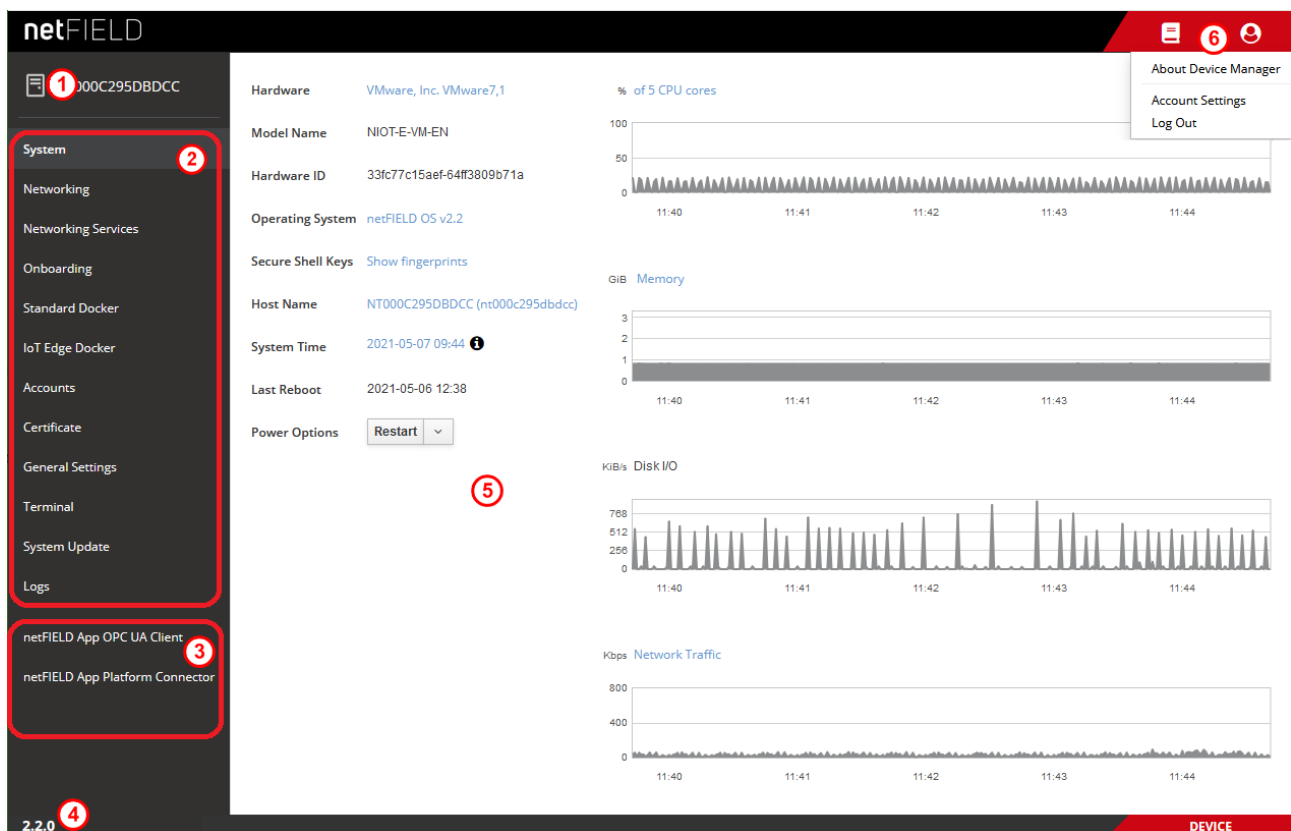 netFIELD
6
1 000C295DBDCC
About Device Manager
Account Settings
Log Out
2
System
Networking
Networking Services
Onboarding
Standard Docker
IoT Edge Docker
Accounts
Certificate
General Settings
Terminal
System Update
Logs
3
netFIELD App OPC UA Client
netFIELD App Platform Connector
4
2.2.0
Hardware VMware, Inc. VMware7,1
Model Name NIOT-E-VM-EN
Hardware ID 33fc77c15aef-64ff3809b71a
Operating System netFIELD OS v2.2
Secure Shell Keys Show fingerprints
Host Name NT000C295DBDCC (nt000c295dbdcc)
System Time 2021-05-07 09:44
Last Reboot 2021-05-06 12:38
Power Options Restart
5
% of 5 CPU cores
100
50
0
11:40 11:41 11:42 11:43 11:44
GiB Memory
3
2
1
0
11:40 11:41 11:42 11:43 11:44
KiB/s Disk I/O
768
512
256
0
11:40 11:41 11:42 11:43 11:44
Kbps Network Traffic
800
400
0
11:40 11:41 11:42 11:43 11:44
DEVICE